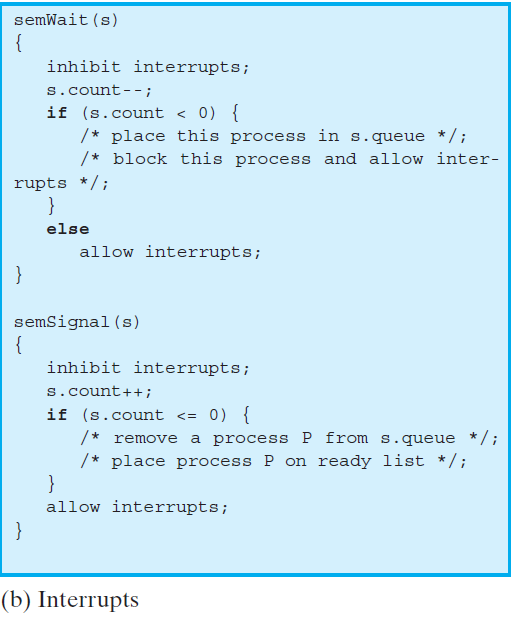 semWait(s)
{
inhibit interrupts;
s.count--;
if (s.count < 0) {
/* place this process in s.queue */;
/* block this process and allow inter-
rupts */;
}
else
allow interrupts;
}
semSignal(s)
{
inhibit interrupts;
s.count++;
if (s.count <= 0) {
/* remove a process P from s.queue */;
/* place process P on ready list */;
}
allow interrupts;
}
(b) Interrupts